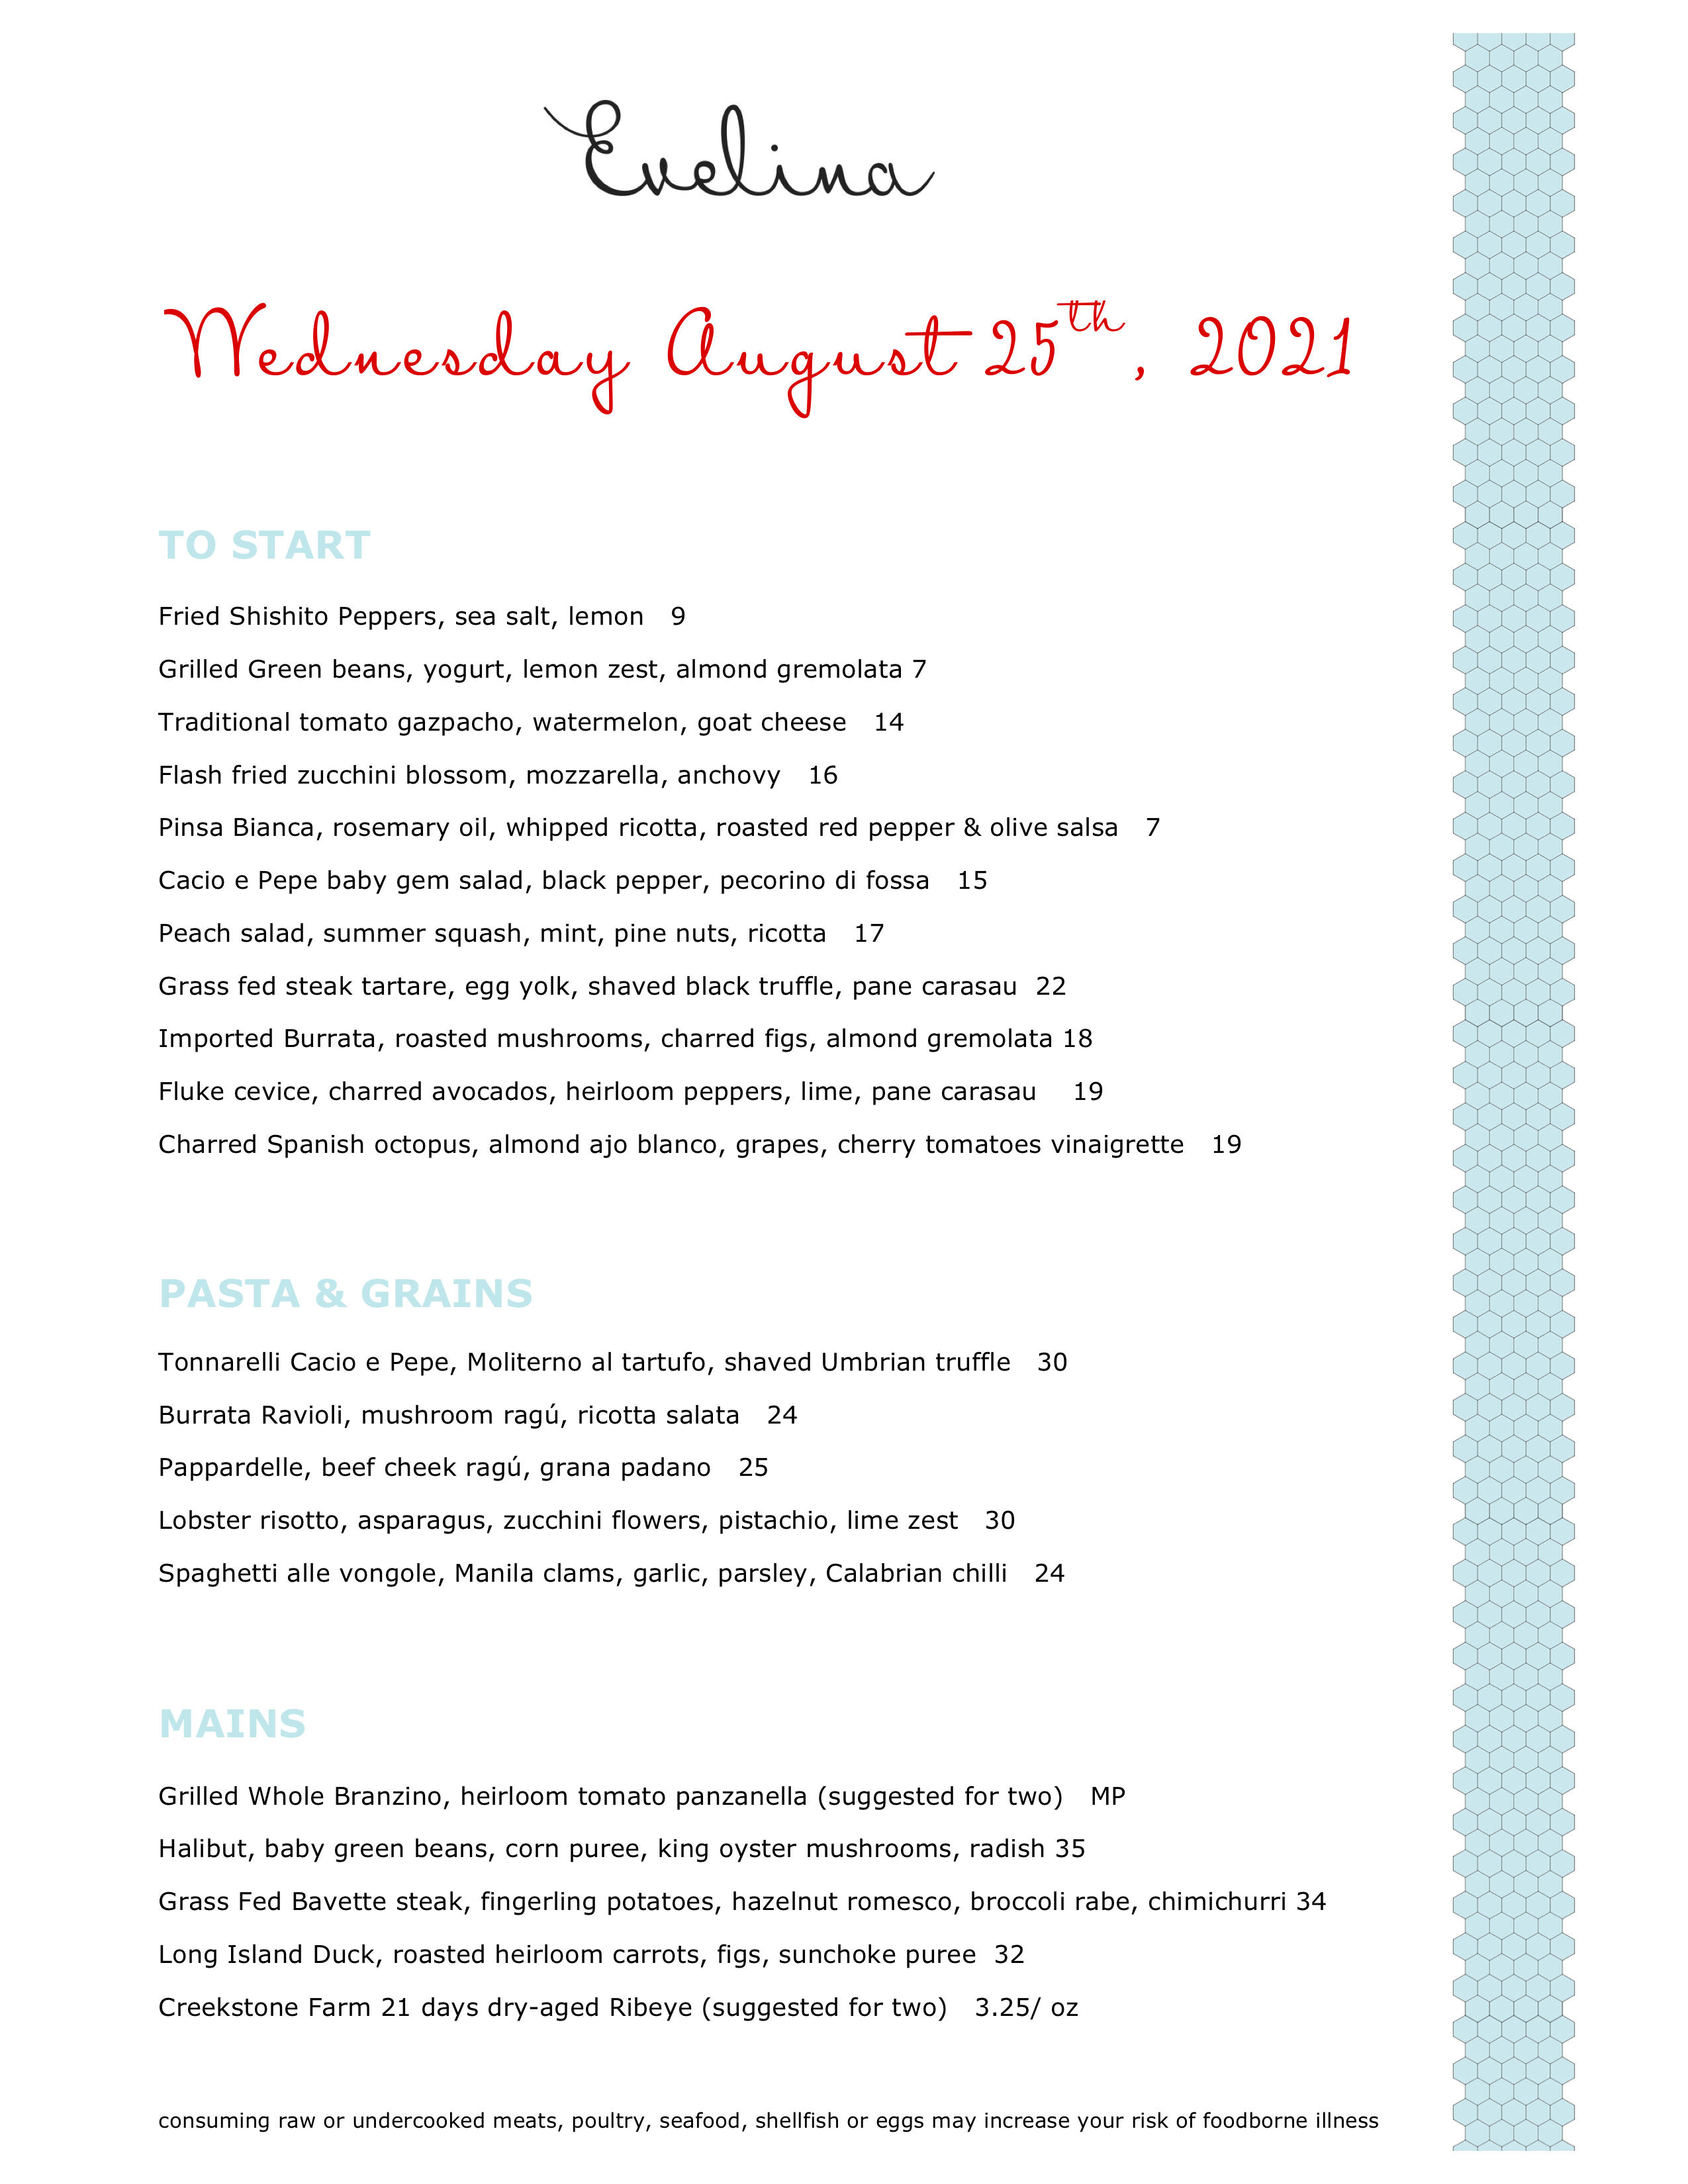 Evelina
Wednesday August 25th, 2021
TO START
Fried Shishito Peppers, sea salt, lemon 9
Grilled Green beans, yogurt, lemon zest, almond gremolata 7
Traditional tomato gazpacho, watermelon, goat cheese 14
Flash fried zucchini blossom, mozzarella, anchovy 16
Pinsa Bianca, rosemary oil, whipped ricotta, roasted red pepper & olive salsa 7
Cacio e Pepe baby gem salad, black pepper, pecorino di fossa 15
Peach salad, summer squash, mint, pine nuts, ricotta 17
Grass fed steak tartare, egg yolk, shaved black truffle, pane carasau 22
Imported Burrata, roasted mushrooms, charred figs, almond gremolata 18
Fluke cevice, charred avocados, heirloom peppers, lime, pane carasau 19
Charred Spanish octopus, almond ajo blanco, grapes, cherry tomatoes vinaigrette 19
PASTA & GRAINS
Tonnarelli Cacio e Pepe, Moliterno al tartufo, shaved Umbrian truffle 30
Burrata Ravioli, mushroom ragú, ricotta salata 24
Pappardelle, beef cheek ragú, grana padano 25
Lobster risotto, asparagus, zucchini flowers, pistachio, lime zest 30
Spaghetti alle vongole, Manila clams, garlic, parsley, Calabrian chilli 24
MAINS
Grilled Whole Branzino, heirloom tomato panzanella (suggested for two) MP
Halibut, baby green beans, corn puree, king oyster mushrooms, radish 35
Grass Fed Bavette steak, fingerling potatoes, hazelnut romesco, broccoli rabe, chimichurri 34
Long Island Duck, roasted heirloom carrots, figs, sunchoke puree 32
Creekstone Farm 21 days dry-aged Ribeye (suggested for two) 3.25/ oz
consuming raw or undercooked meats, poultry, seafood, shellfish or eggs may increase your risk of foodborne illness